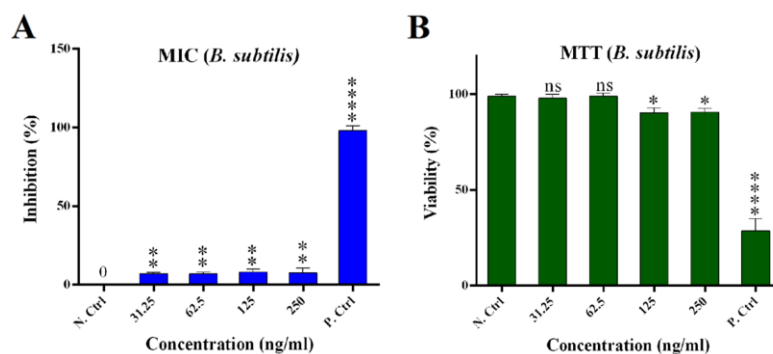 A
MIC (B. subtilis)
Inhibition (%)
150
100
50
0
0
**
**
**
**
****
N. Ctrl
31.25
62.5
125
250
P. Ctrl
Concentration (ng/ml)
B
MTT (B. subtilis)
Viability (%)
100
50
0
ns
ns
*
*
****
N. Ctrl
31.25
62.5
125
250
P. Ctrl
Concentration (ng/ml)